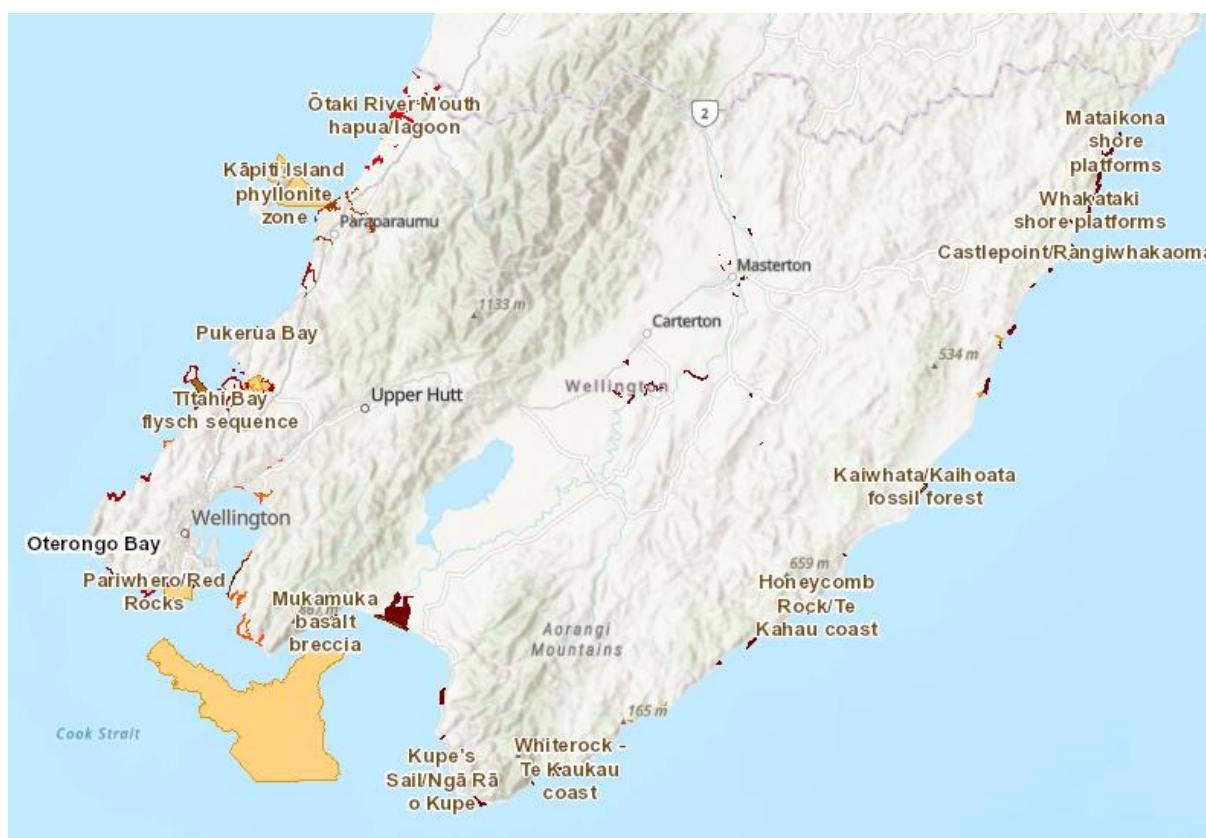 Ōtaki River Mouth
hapua/lagoon
2
Mataikona
shore
platforms
Kāpiti Island
phyllonite
zone
Paraparaumu
Whakataki
shore platforms
Castlepoint/Rangiwhakaoma
Masterton
1133 m
Carterton
Pukerua Bay
534 m
Wellington
Upper Hutt
Titahi Bay
flysch sequence
Kaiwhata/Kaihoata
fossil forest
Wellington
Oterongo Bay
Pariwhero/Red
Rocks
659 m
Honeycomb
Rock/Te
Kahau coast
Mukamuka
basalt
breccia
Aorangi
Mountains
165 m
Cook Strait
Kupe's
Sail/Ngā Rā
o Kupe
Whiterock -
Te Kaukau
coast